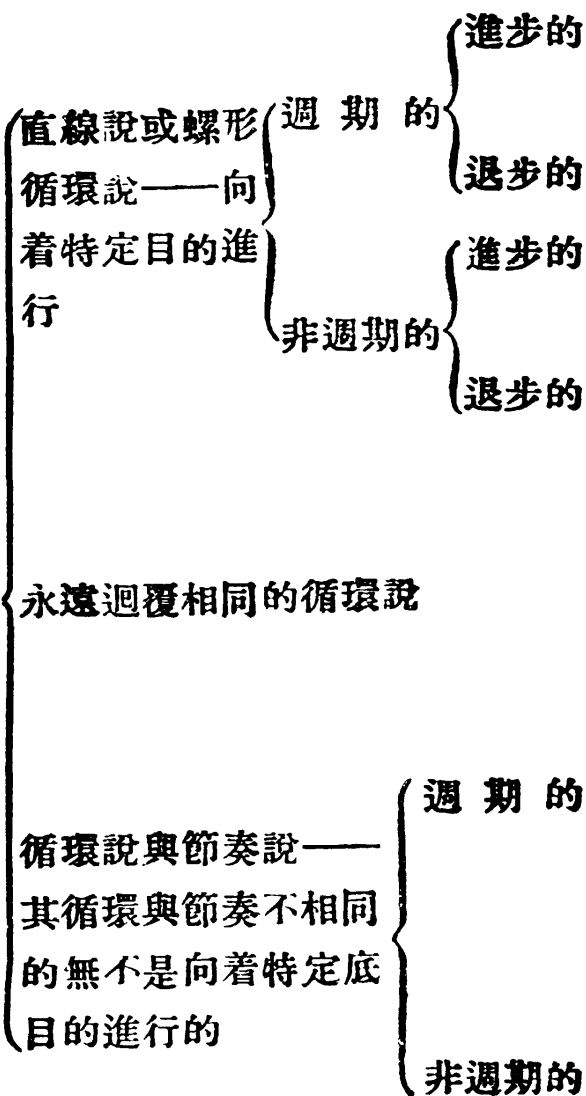 進步的
直線說或螺形
週期的
循環說——向
退步的
着特定目的進
進步的
行
非週期的
退步的
永遠迴覆相同的循環說
週期的
循環說與節奏說——
其循環與節奏不相同
的無不是向着特定底
目的進行的
非週期的